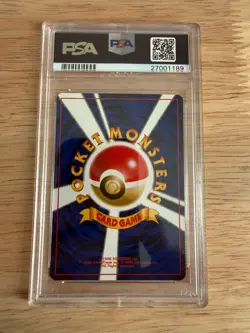 PSA
PSA
27001189
POCKET MONSTERS
CARD GAME